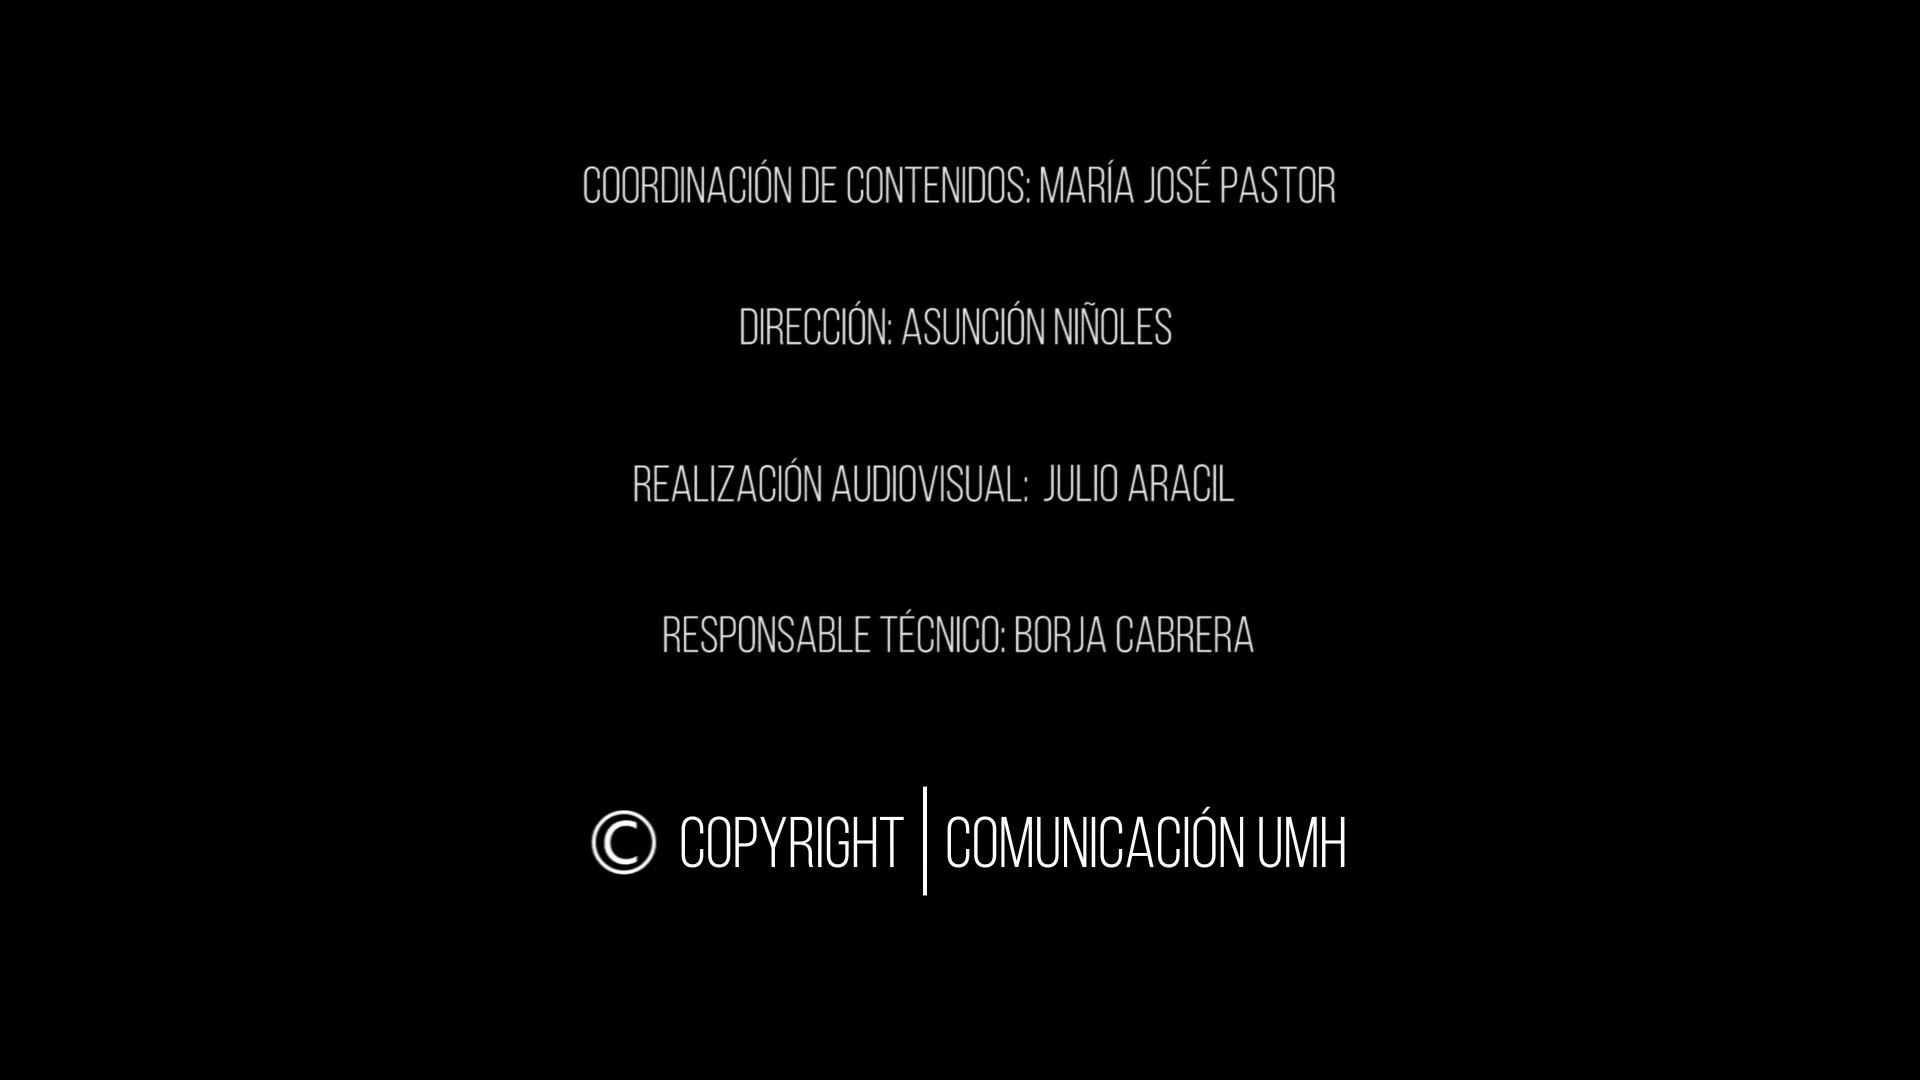 COORDINACIÓN DE CONTENIDOS: MARÍA JOSÉ PASTOR
DIRECCIÓN: ASUNCIÓN NIÑOLES
REALIZACIÓN AUDIOVISUAL: JULIO ARACIL
RESPONSABLE TÉCNICO: BORJA CABRERA
© COPYRIGHT | COMUNICACIÓN UMH